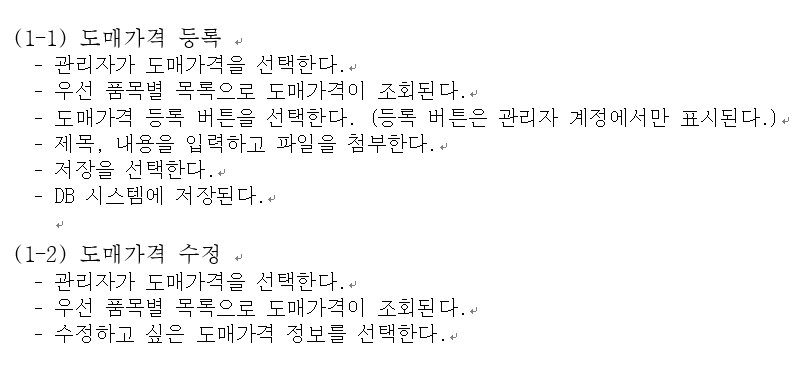 (1-1) 도매가격 등록
- 관리자가 도매가격을 선택한다.
- 우선 품목별 목록으로 도매가격이 조회된다.
- 도매가격 등록 버튼을 선택한다. (등록 버튼은 관리자 계정에서만 표시된다.)
- 제목, 내용을 입력하고 파일을 첨부한다.
- 저장을 선택한다.
- DB 시스템에 저장된다.
(1-2) 도매가격 수정
- 관리자가 도매가격을 선택한다.
- 우선 품목별 목록으로 도매가격이 조회된다.
- 수정하고 싶은 도매가격 정보를 선택한다.